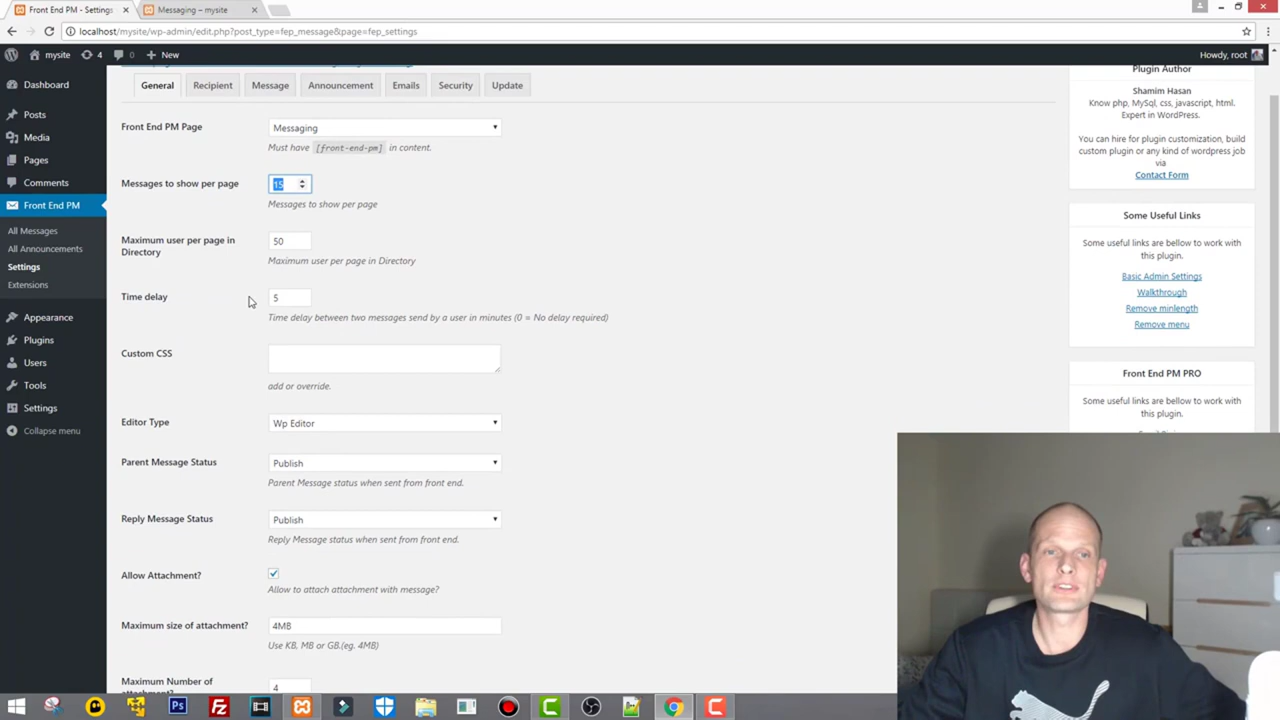 Front End PM - Settings
Messaging – mysite
localhost/mysite/wp-admin/edit.php?post_type=fep_message&page=fep_settings
mysite
4
0
New
Howdy, root
Dashboard
Posts
Media
Pages
Comments
Front End PM
All Messages
All Announcements
Settings
Extensions
Appearance
Plugins
Users
Tools
Settings
Collapse menu
General
Recipient
Message
Announcement
Emails
Security
Update
Front End PM Page
Messaging
Must have [front-end-pm] in content.
Messages to show per page
15
Messages to show per page
Maximum user per page in
Directory
50
Maximum user per page in Directory
Time delay
5
Time delay between two messages send by a user in minutes (0 = No delay required)
Custom CSS
add or override.
Editor Type
Wp Editor
Parent Message Status
Publish
Parent Message status when sent from front end.
Reply Message Status
Publish
Reply Message status when sent from front end.
Allow Attachment?
Allow to attach attachment with message?
Maximum size of attachment?
4MB
Use KB, MB or GB.(eg. 4MB)
Maximum Number of
attachment?
4
Plugin Author
Shamim Hasan
Know php, MySql, css, javascript, html.
Expert in WordPress.
You can hire for plugin customization, build
custom plugin or any kind of wordpress job
via
Contact Form
Some Useful Links
Some useful links are bellow to work with
this plugin.
Basic Admin Settings
Walkthrough
Remove minlength
Remove menu
Front End PM PRO
Some useful links are bellow to work with
this plugin.